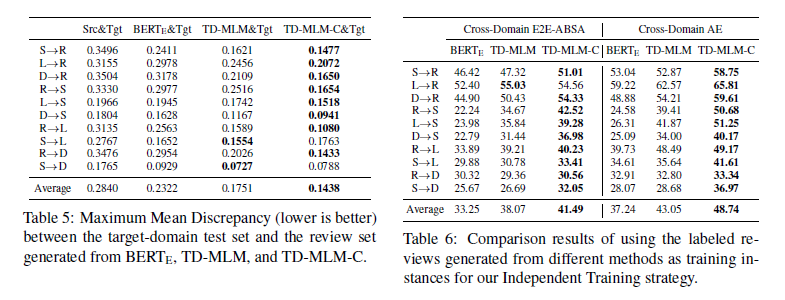 Src&Tgt BERTE&Tgt TD-MLM&Tgt TD-MLM-C&Tgt
S→R 0.3496 0.2411 0.1621 0.1477
L→R 0.3155 0.2978 0.2456 0.2072
D→R 0.3504 0.3178 0.2109 0.1650
R→S 0.3330 0.2977 0.2516 0.1654
L→S 0.1966 0.1945 0.1742 0.1518
D→S 0.1804 0.1628 0.1167 0.0941
R→L 0.3135 0.2563 0.1589 0.1080
S→L 0.2767 0.1652 0.1554 0.1763
R→D 0.3476 0.2954 0.2026 0.1433
S→D 0.1765 0.0929 0.0727 0.0788
Average 0.2840 0.2322 0.1751 0.1438
Table 5: Maximum Mean Discrepancy (lower is better)
between the target-domain test set and the review set
generated from BERTE, TD-MLM, and TD-MLM-C.
Cross-Domain E2E-ABSA Cross-Domain AE
BERTE TD-MLM TD-MLM-C BERTE TD-MLM TD-MLM-C
S→R 46.42 47.32 51.01 53.04 52.87 58.75
L→R 52.40 55.03 54.56 59.22 62.57 65.81
D→R 44.90 50.43 54.33 48.88 54.21 59.61
R→S 22.24 34.67 42.52 24.58 39.41 50.68
L→S 23.98 35.84 39.28 26.31 41.87 51.25
D→S 22.79 31.44 36.98 25.09 34.00 40.17
R→L 33.89 39.21 40.23 39.73 48.49 49.17
S→L 29.88 30.78 33.41 34.61 35.64 41.61
R→D 30.32 29.36 30.56 32.91 32.80 33.34
S→D 25.67 26.69 32.05 28.07 28.68 36.97
Average 33.25 38.07 41.49 37.24 43.05 48.74
Table 6: Comparison results of using the labeled re-
views generated from different methods as training in-
stances for our Independent Training strategy.